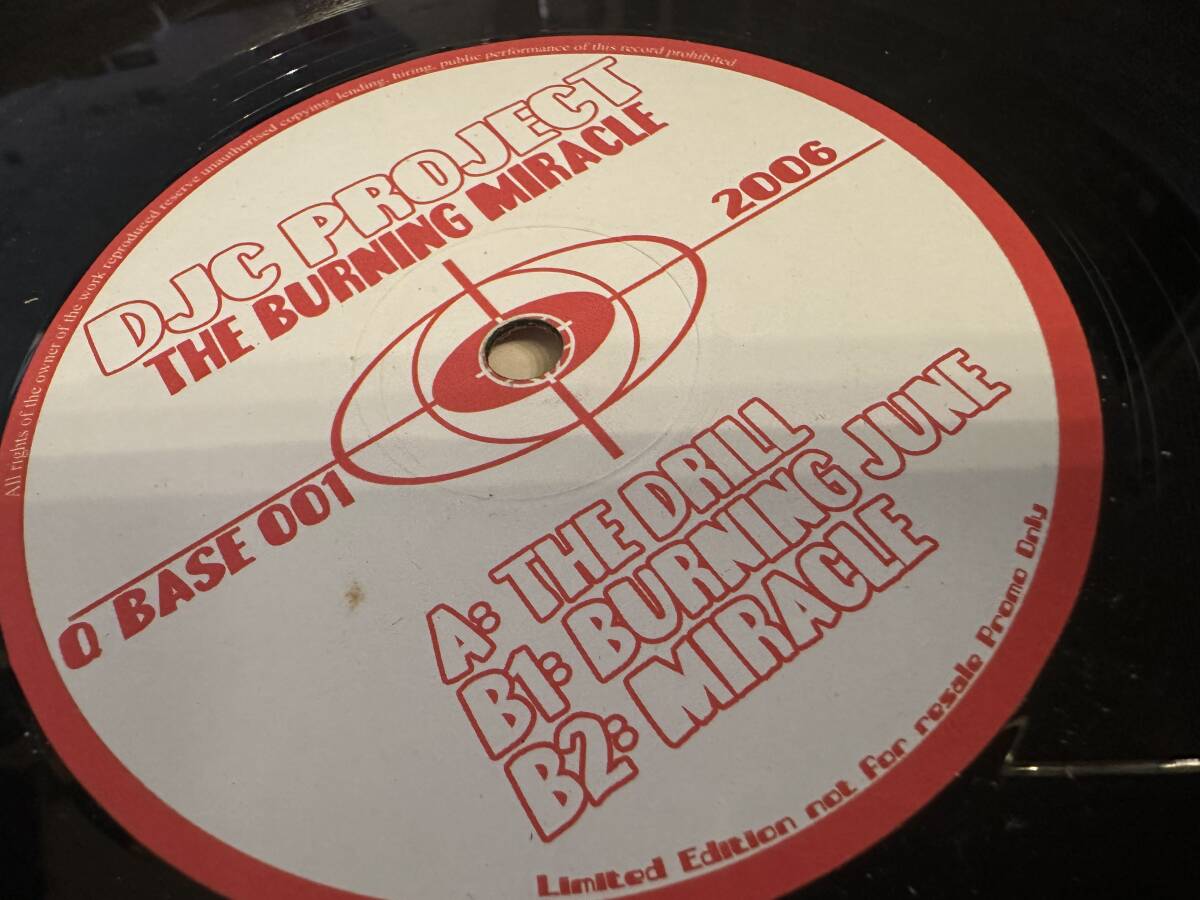 All rights of the owner of the work reproduced reserve unauthorised copying, lending, hiring, public performance of this record prohibited
DJC PROJECT
THE BURNING MIRACLE
2006
Q BASE 001
A: THE DRILL
B1: BURNING JUNE
B2: MIRACLE
Limited Edition not for resale Promo Only